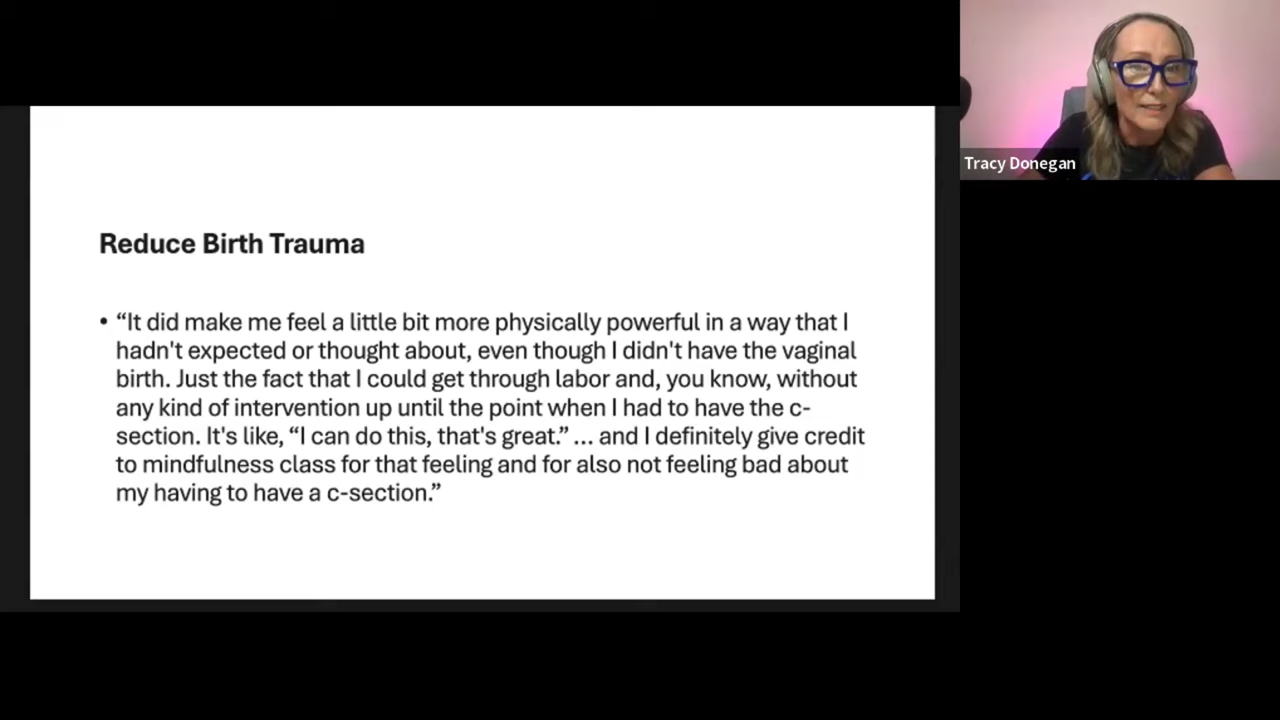 Reduce Birth Trauma
• “It did make me feel a little bit more physically powerful in a way that I
hadn't expected or thought about, even though I didn't have the vaginal
birth. Just the fact that I could get through labor and, you know, without
any kind of intervention up until the point when I had to have the c-
section. It's like, “I can do this, that's great.” ... and I definitely give credit
to mindfulness class for that feeling and for also not feeling bad about
my having to have a c-section.”
Tracy Donegan